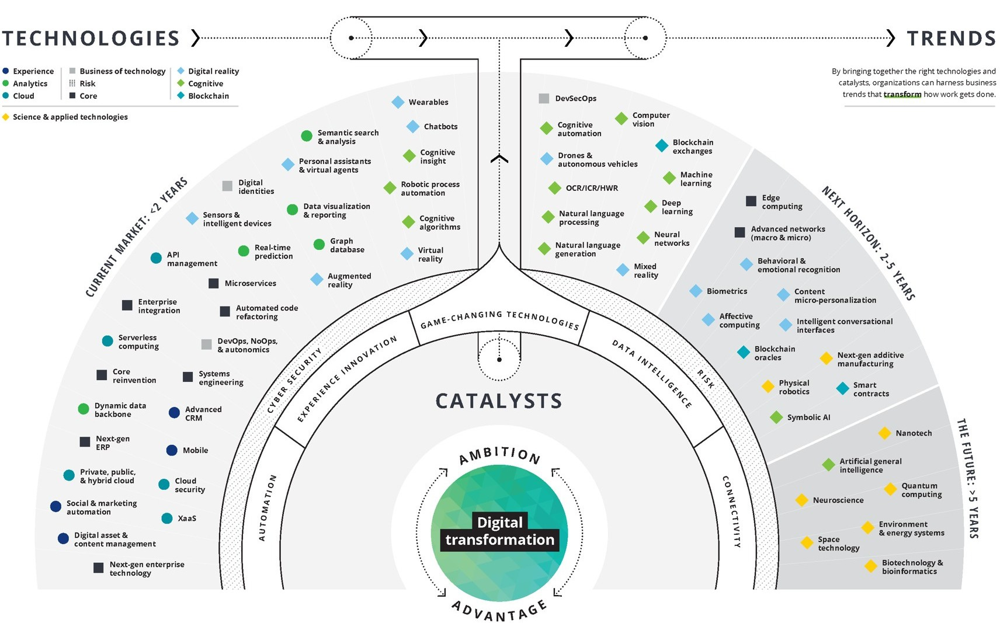 TECHNOLOGIES
TRENDS
Experience
Analytics
Cloud
Business of technology
Risk
Core
Digital reality
Cognitive
Blockchain
Science & applied technologies
By bringing together the right technologies and
catalysts, organizations can harness business
trends that transform how work gets done.
CURRENT MARKET: <2 YEARS
Wearables
Chatbots
Semantic search
& analysis
Cognitive
insight
Personal assistants
& virtual agents
Digital
identities
Robotic process
automation
Data visualization
& reporting
Sensors &
intelligent devices
Cognitive
algorithms
Graph
database
Real-time
prediction
Virtual
reality
API
management
Augmented
reality
Microservices
Enterprise
integration
Automated code
refactoring
Serverless
computing
DevOps, NoOps,
& autonomics
Core
reinvention
Systems
engineering
Dynamic data
backbone
Advanced
CRM
Next-gen
ERP
Mobile
Private, public,
& hybrid cloud
Cloud
security
Social & marketing
automation
XaaS
Digital asset &
content management
Next-gen enterprise
technology
DevSecOps
Computer
vision
Cognitive
automation
Blockchain
exchanges
Drones &
autonomous vehicles
Machine
learning
OCR/ICR/HWR
Deep
learning
Natural language
processing
Neural
networks
Natural language
generation
Mixed
reality
NEXT HORIZON: 2-5 YEARS
Edge
computing
Advanced networks
(macro & micro)
Behavioral &
emotional recognition
Biometrics
Content
micro-personalization
Affective
computing
Intelligent conversational
interfaces
Blockchain
oracles
Next-gen additive
manufacturing
Physical
robotics
Smart
contracts
Symbolic AI
THE FUTURE: >5 YEARS
Nanotech
Artificial general
intelligence
Quantum
computing
Neuroscience
Environment
& energy systems
Space
technology
Biotechnology &
bioinformatics
CYBER SECURITY
RISK
AUTOMATION
EXPERIENCE INNOVATION
GAME-CHANGING TECHNOLOGIES
DATA INTELLIGENCE
CONNECTIVITY
CATALYSTS
AMBITION
Digital
transformation
ADVANTAGE